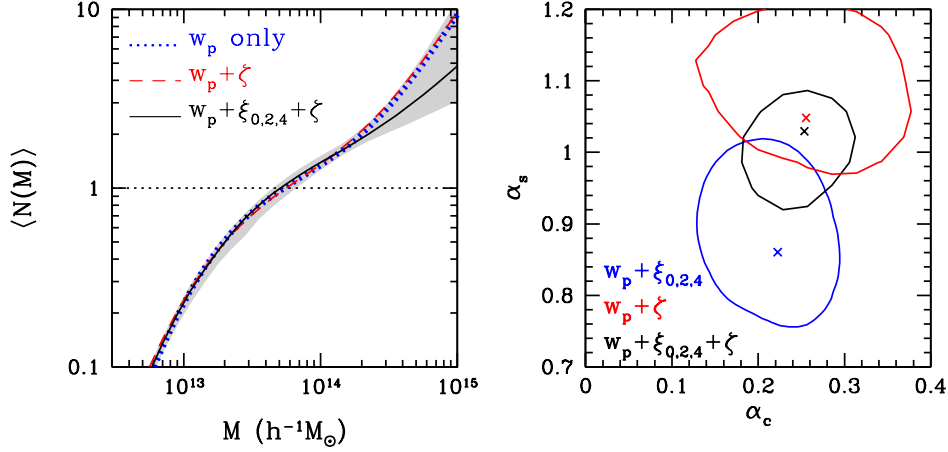 10
1
0.1
⟨N(M)⟩
w_p only
w_p+ζ
w_p+ξ_{0,2,4}+ζ
10^{13}
10^{14}
10^{15}
M (h^{-1}M_⊙)
1.2
1.1
1
0.9
0.8
0.7
α_s
w_p+ξ_{0,2,4}
w_p+ζ
w_p+ξ_{0,2,4}+ζ
0
0.1
0.2
0.3
0.4
α_c